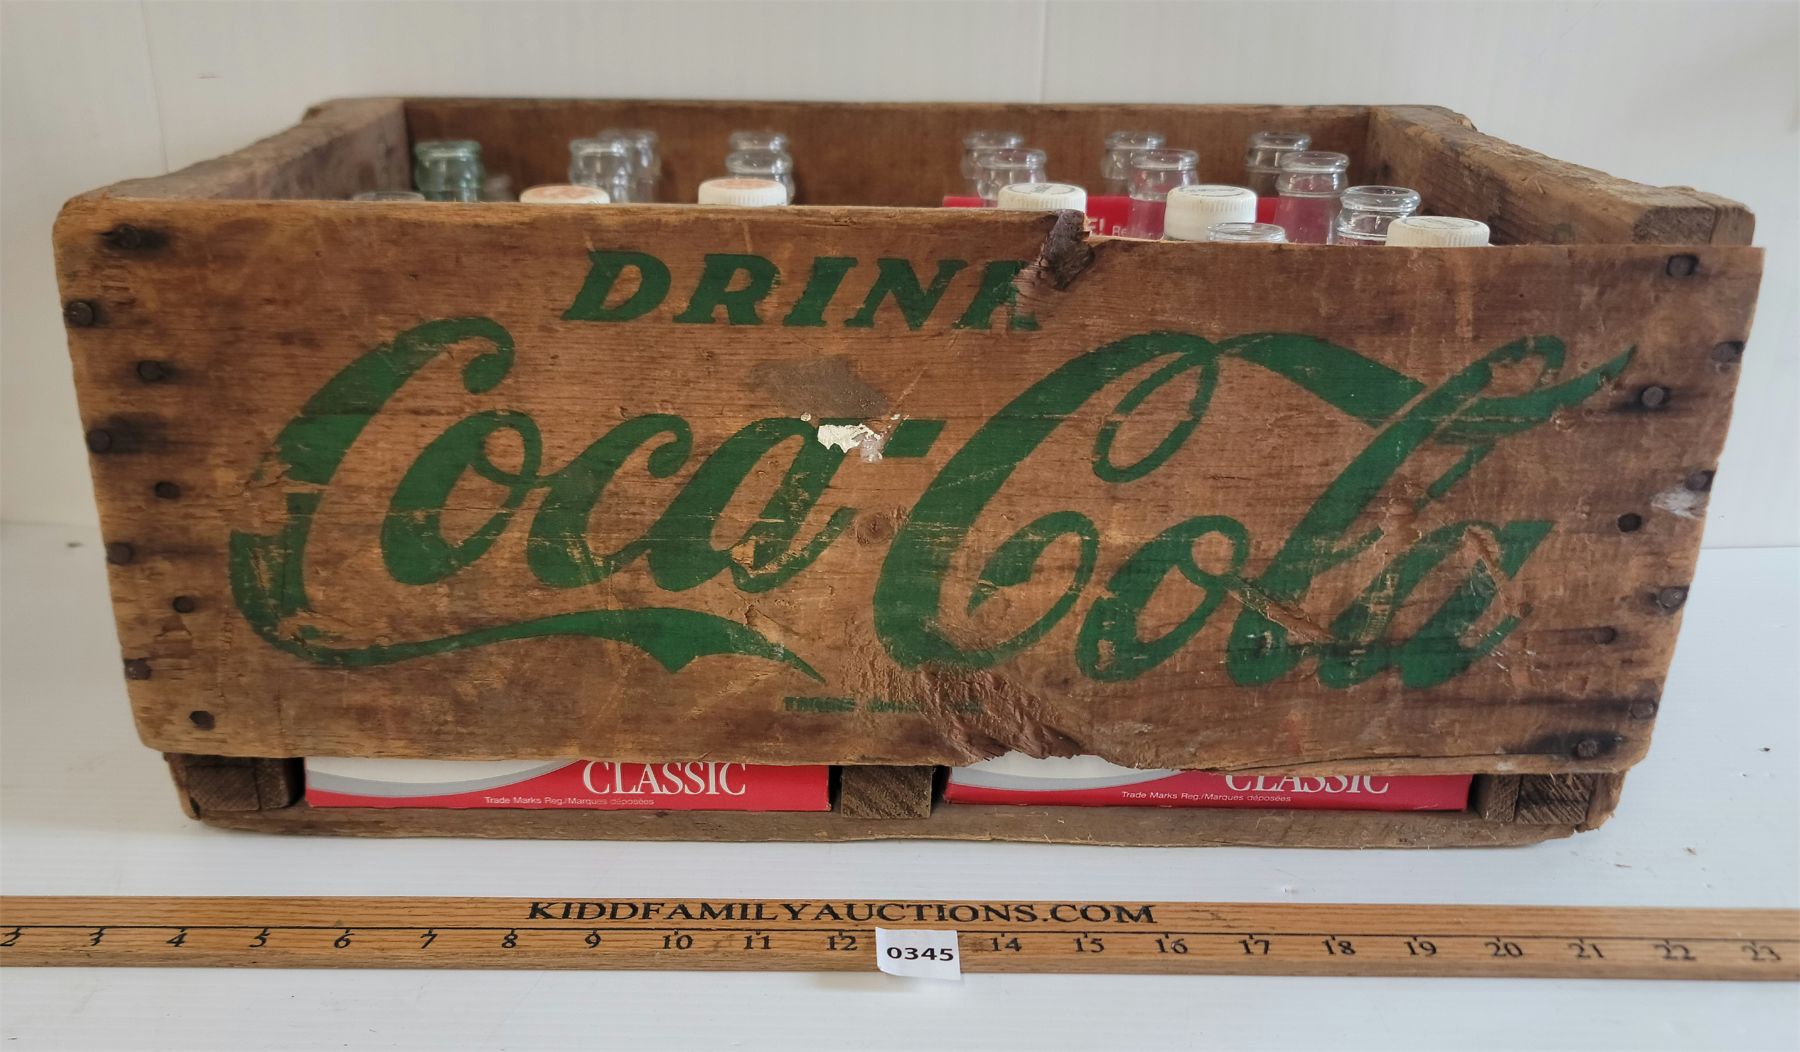 DRINK
Coca-Cola
CLASSIC
Trade Marks Reg./Marques déposées
CLASSIC
Trade Marks Reg./Marques déposées
KIDDFAMILYAUCTIONS.COM
2 3 4 5 6 7 8 9 10 11 12 14 15 16 17 18 19 20 21 22 23
0345